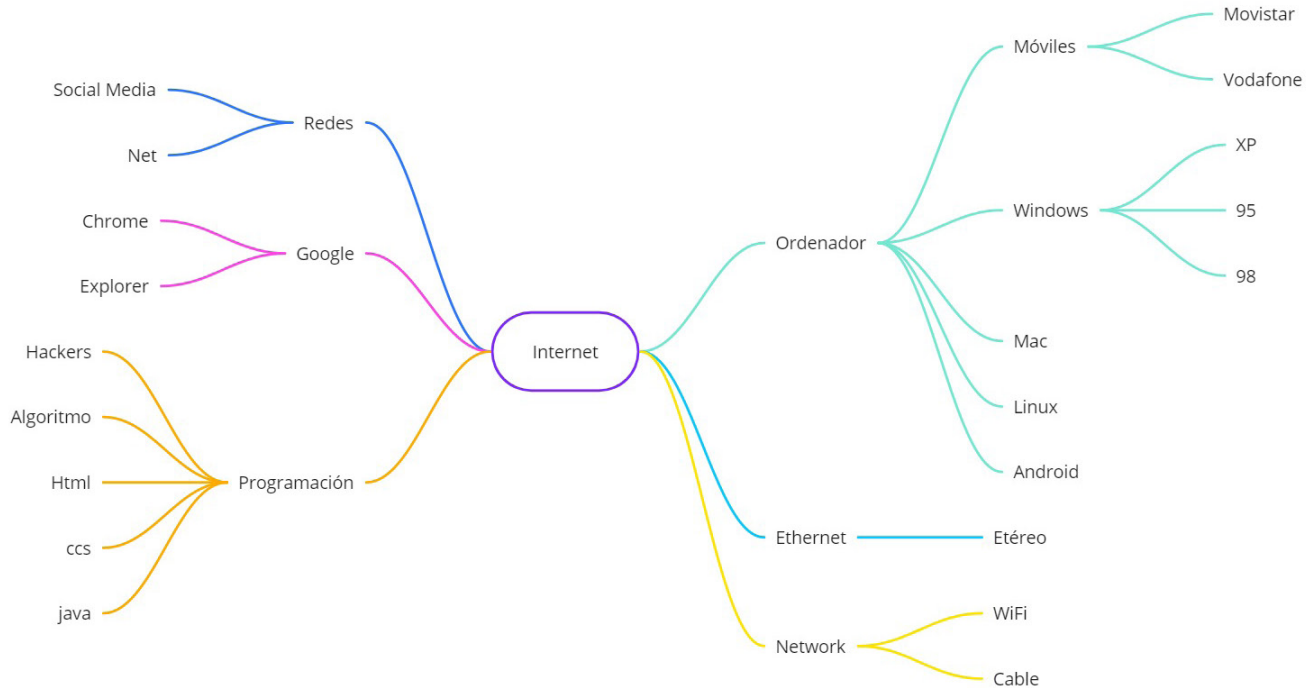 Internet
Redes
Social Media
Net
Google
Chrome
Explorer
Programación
Hackers
Algoritmo
Html
ccs
java
Ordenador
Móviles
Movistar
Vodafone
Windows
XP
95
98
Mac
Linux
Android
Ethernet
Etéreo
Network
WiFi
Cable